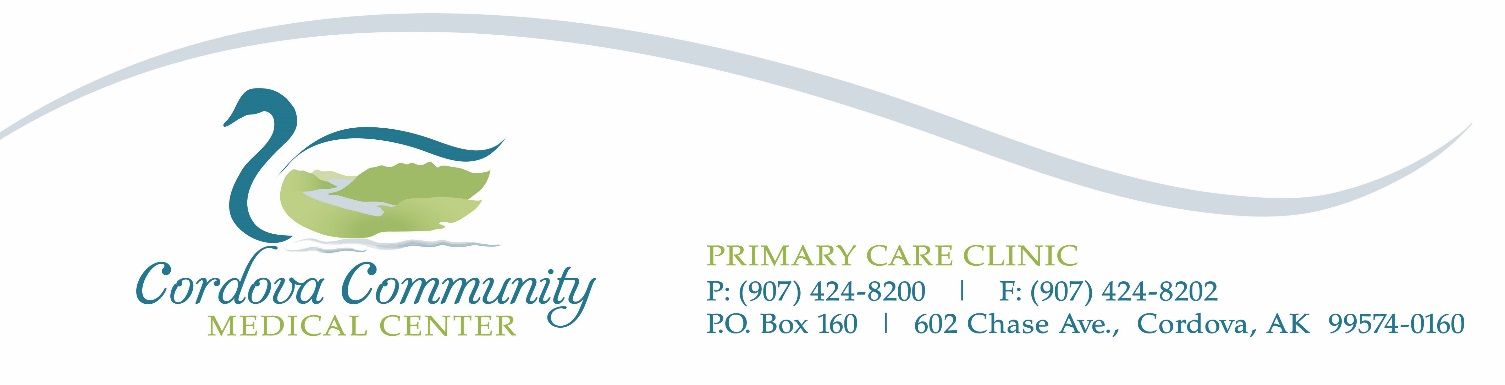 Cordova Community
MEDICAL CENTER
PRIMARY CARE CLINIC
P: (907) 424-8200 | F: (907) 424-8202
P.O. Box 160 | 602 Chase Ave., Cordova, AK 99574-0160